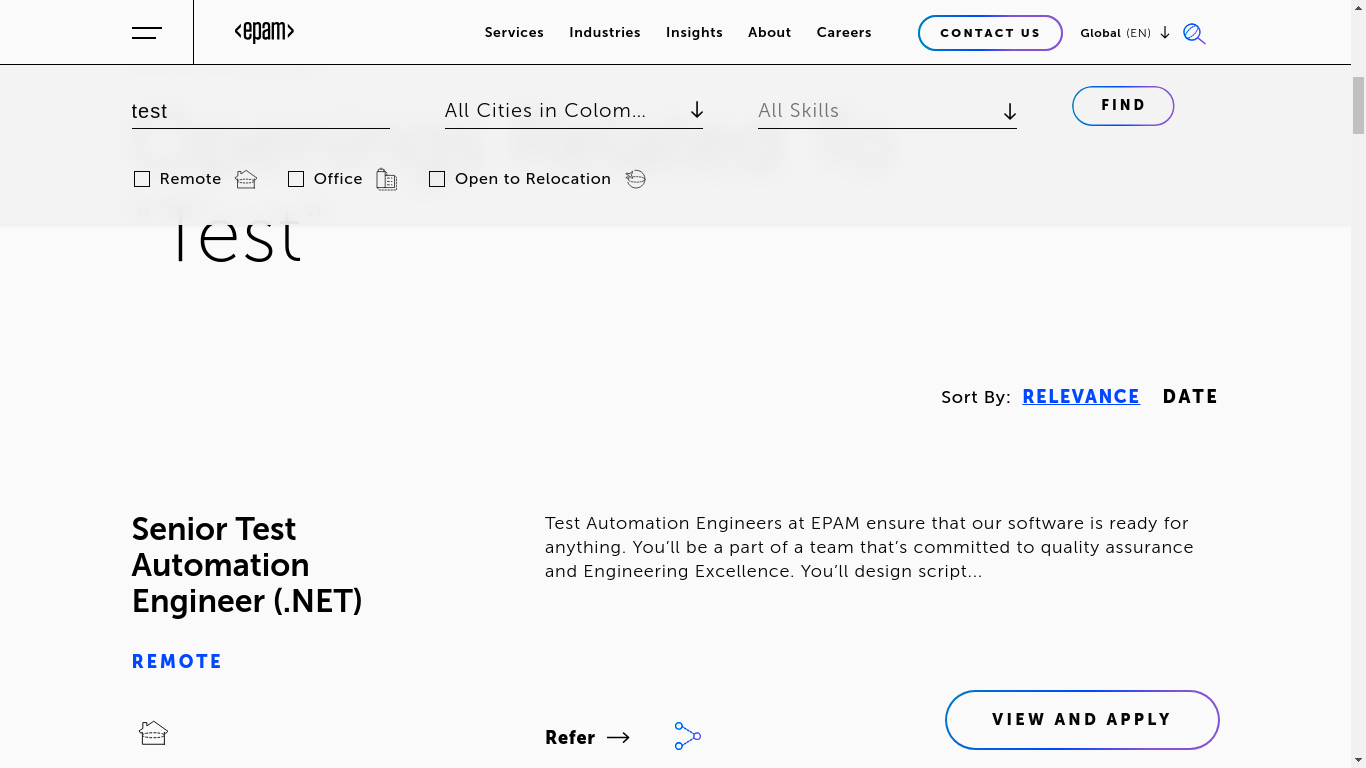 <epam>
Services Industries Insights About Careers CONTACT US Global (EN)
test All Cities in Colom... All Skills FIND
Remote Office Open to Relocation
"Test"
Sort By: RELEVANCE DATE
Senior Test
Automation
Engineer (.NET)
Test Automation Engineers at EPAM ensure that our software is ready for
anything. You’ll be a part of a team that’s committed to quality assurance
and Engineering Excellence. You’ll design script...
REMOTE
Refer
VIEW AND APPLY